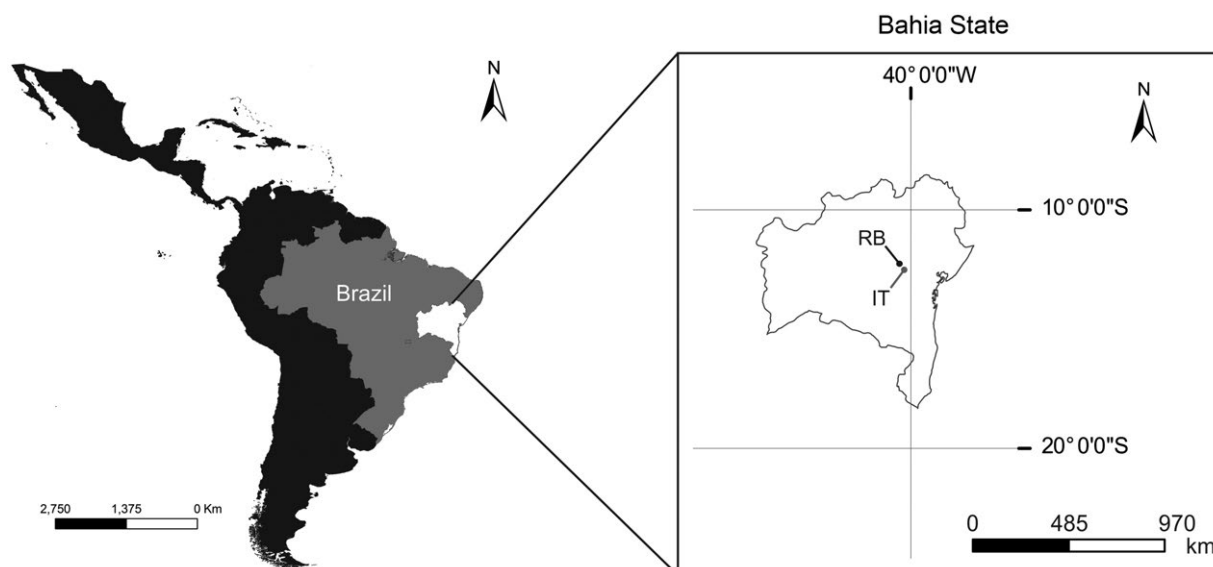 Bahia State
N
Brazil
2,750 1,375 0 Km
40° 0'0"W
N
10° 0'0"S
RB
IT
20° 0'0"S
0 485 970
km